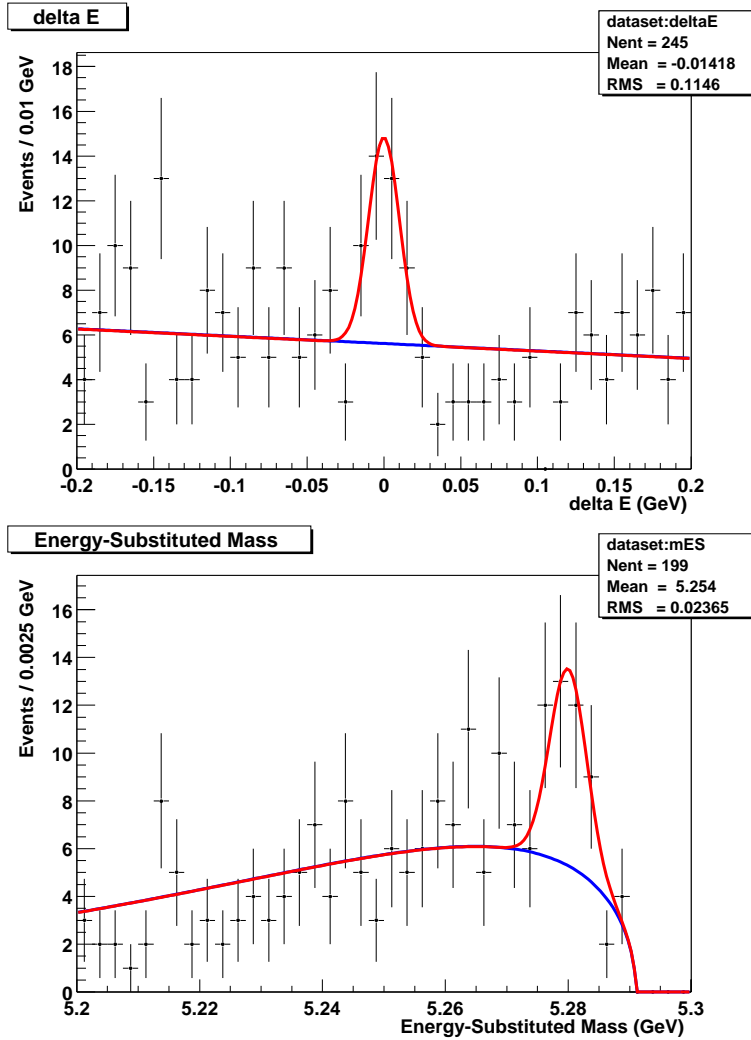 delta E
dataset:deltaE
Nent = 245
Mean = -0.01418
RMS = 0.1146
Events / 0.01 GeV
18
16
14
12
10
8
6
4
2
0
-0.2 -0.15 -0.1 -0.05 0 0.05 0.1 0.15 0.2
delta E (GeV)
Energy-Substituted Mass
dataset:mES
Nent = 199
Mean = 5.254
RMS = 0.02365
Events / 0.0025 GeV
16
14
12
10
8
6
4
2
0
5.2 5.22 5.24 5.26 5.28 5.3
Energy-Substituted Mass (GeV)